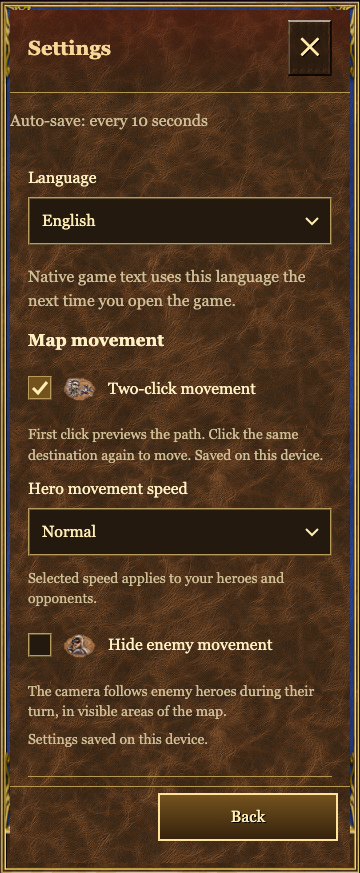 Settings
Auto-save: every 10 seconds
Language
English
Native game text uses this language the
next time you open the game.
Map movement
Two-click movement
First click previews the path. Click the same
destination again to move. Saved on this device.
Hero movement speed
Normal
Selected speed applies to your heroes and
opponents.
Hide enemy movement
The camera follows enemy heroes during their
turn, in visible areas of the map.
Settings saved on this device.
Back